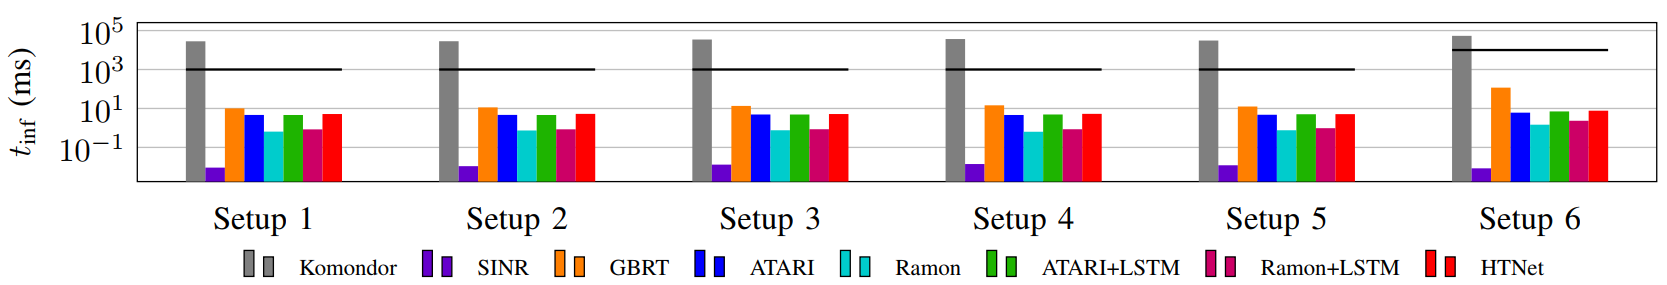 t_inf (ms)
10^5
10^3
10^1
10^−1
Setup 1 Setup 2 Setup 3 Setup 4 Setup 5 Setup 6
Komondor SINR GBRT ATARI Ramon ATARI+LSTM Ramon+LSTM HTNet